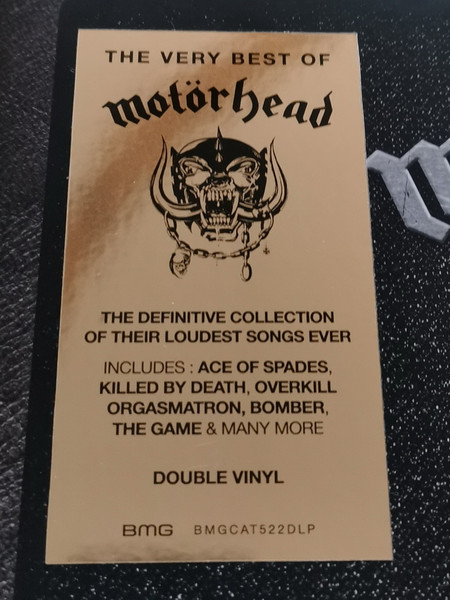 THE VERY BEST OF
motörhead
THE DEFINITIVE COLLECTION
OF THEIR LOUDEST SONGS EVER
INCLUDES : ACE OF SPADES,
KILLED BY DEATH, OVERKILL
ORGASMATRON, BOMBER,
THE GAME & MANY MORE
DOUBLE VINYL
BMG BMGCAT522DLP